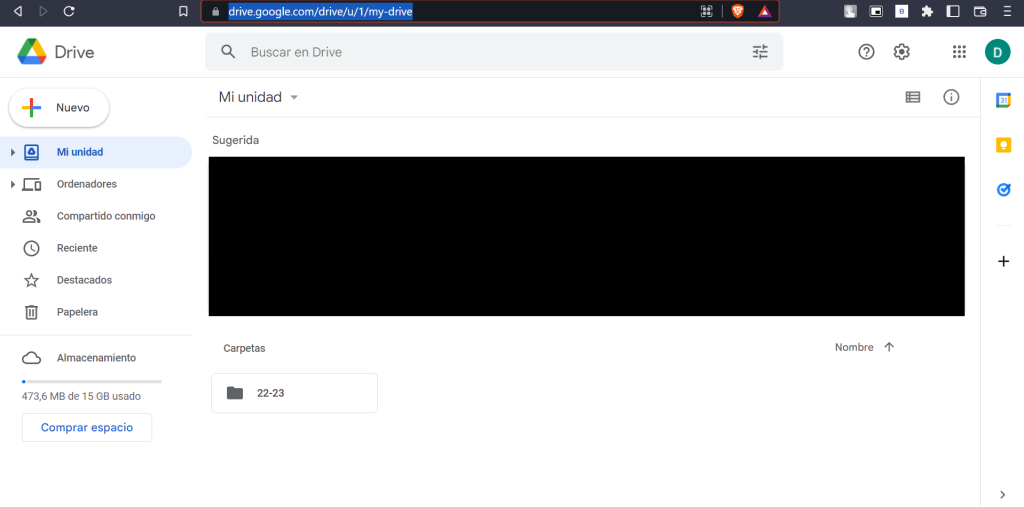 drive.google.com/drive/u/1/my-drive
B
Drive
Buscar en Drive
D
Nuevo
Mi unidad
Ordenadores
Compartido conmigo
Reciente
Destacados
Papelera
Almacenamiento
473,6 MB de 15 GB usado
Comprar espacio
Mi unidad
Sugerida
Carpetas
Nombre
22-23
31